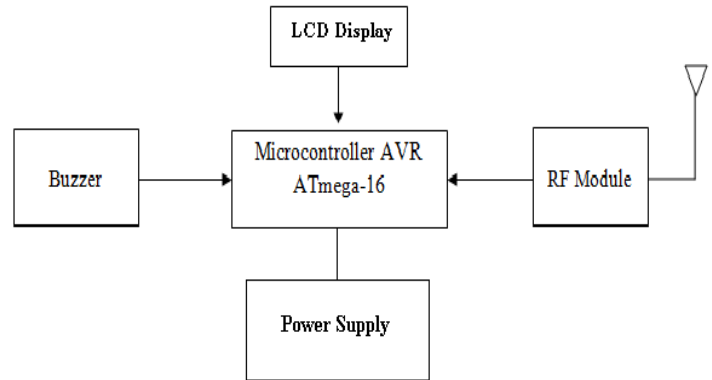 LCD Display
Buzzer
Microcontroller AVR
ATmega-16
RF Module
Power Supply